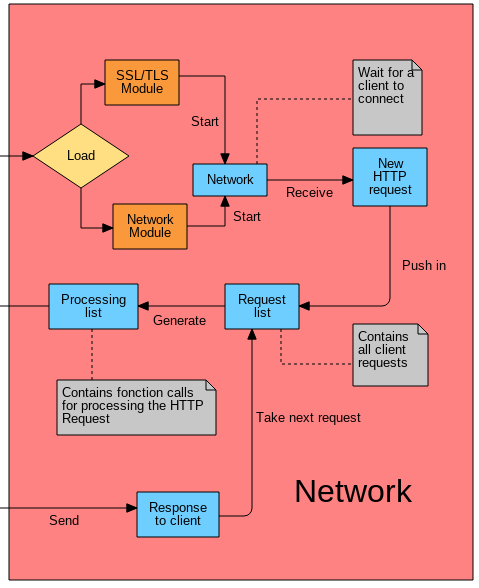 SSL/TLS
Module
Wait for a
client to
connect
Start
Load
New
HTTP
request
Network
Receive
Network
Module
Start
Push in
Processing
list
Request
list
Generate
Contains
all client
requests
Contains fonction calls
for processing the HTTP
Request
Take next request
Network
Response
to client
Send